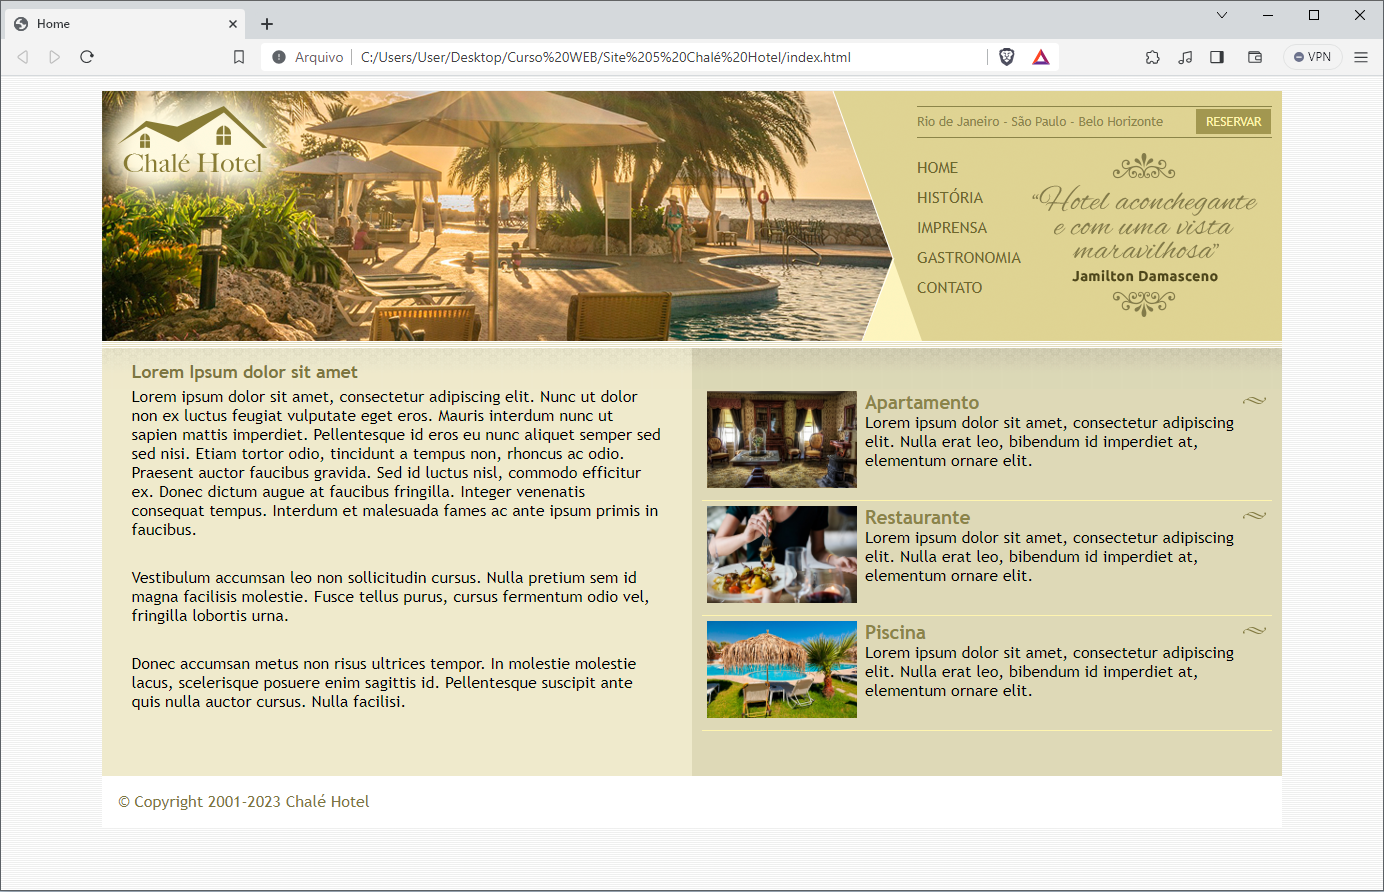 Home
Arquivo
C:/Users/User/Desktop/Curso%20WEB/Site%205%20Chalé%20Hotel/index.html
VPN
Chalé Hotel
Rio de Janeiro - São Paulo - Belo Horizonte
RESERVAR
HOME
HISTÓRIA
IMPRENSA
GASTRONOMIA
CONTATO
“Hotel aconchegante
e com uma vista
maravilhosa”
Jamilton Damasceno
Lorem Ipsum dolor sit amet
Lorem ipsum dolor sit amet, consectetur adipiscing elit. Nunc ut dolor
non ex luctus feugiat vulputate eget eros. Mauris interdum nunc ut
sapien mattis imperdiet. Pellentesque id eros eu nunc aliquet semper sed
sed nisi. Etiam tortor odio, tincidunt a tempus non, rhoncus ac odio.
Praesent auctor faucibus gravida. Sed id luctus nisl, commodo efficitur
ex. Donec dictum augue at faucibus fringilla. Integer venenatis
consequat tempus. Interdum et malesuada fames ac ante ipsum primis in
faucibus.
Vestibulum accumsan leo non sollicitudin cursus. Nulla pretium sem id
magna facilisis molestie. Fusce tellus purus, cursus fermentum odio vel,
fringilla lobortis urna.
Donec accumsan metus non risus ultrices tempor. In molestie molestie
lacus, scelerisque posuere enim sagittis id. Pellentesque suscipit ante
quis nulla auctor cursus. Nulla facilisi.
Apartamento
Lorem ipsum dolor sit amet, consectetur adipiscing
elit. Nulla erat leo, bibendum id imperdiet at,
elementum ornare elit.
Restaurante
Lorem ipsum dolor sit amet, consectetur adipiscing
elit. Nulla erat leo, bibendum id imperdiet at,
elementum ornare elit.
Piscina
Lorem ipsum dolor sit amet, consectetur adipiscing
elit. Nulla erat leo, bibendum id imperdiet at,
elementum ornare elit.
© Copyright 2001-2023 Chalé Hotel